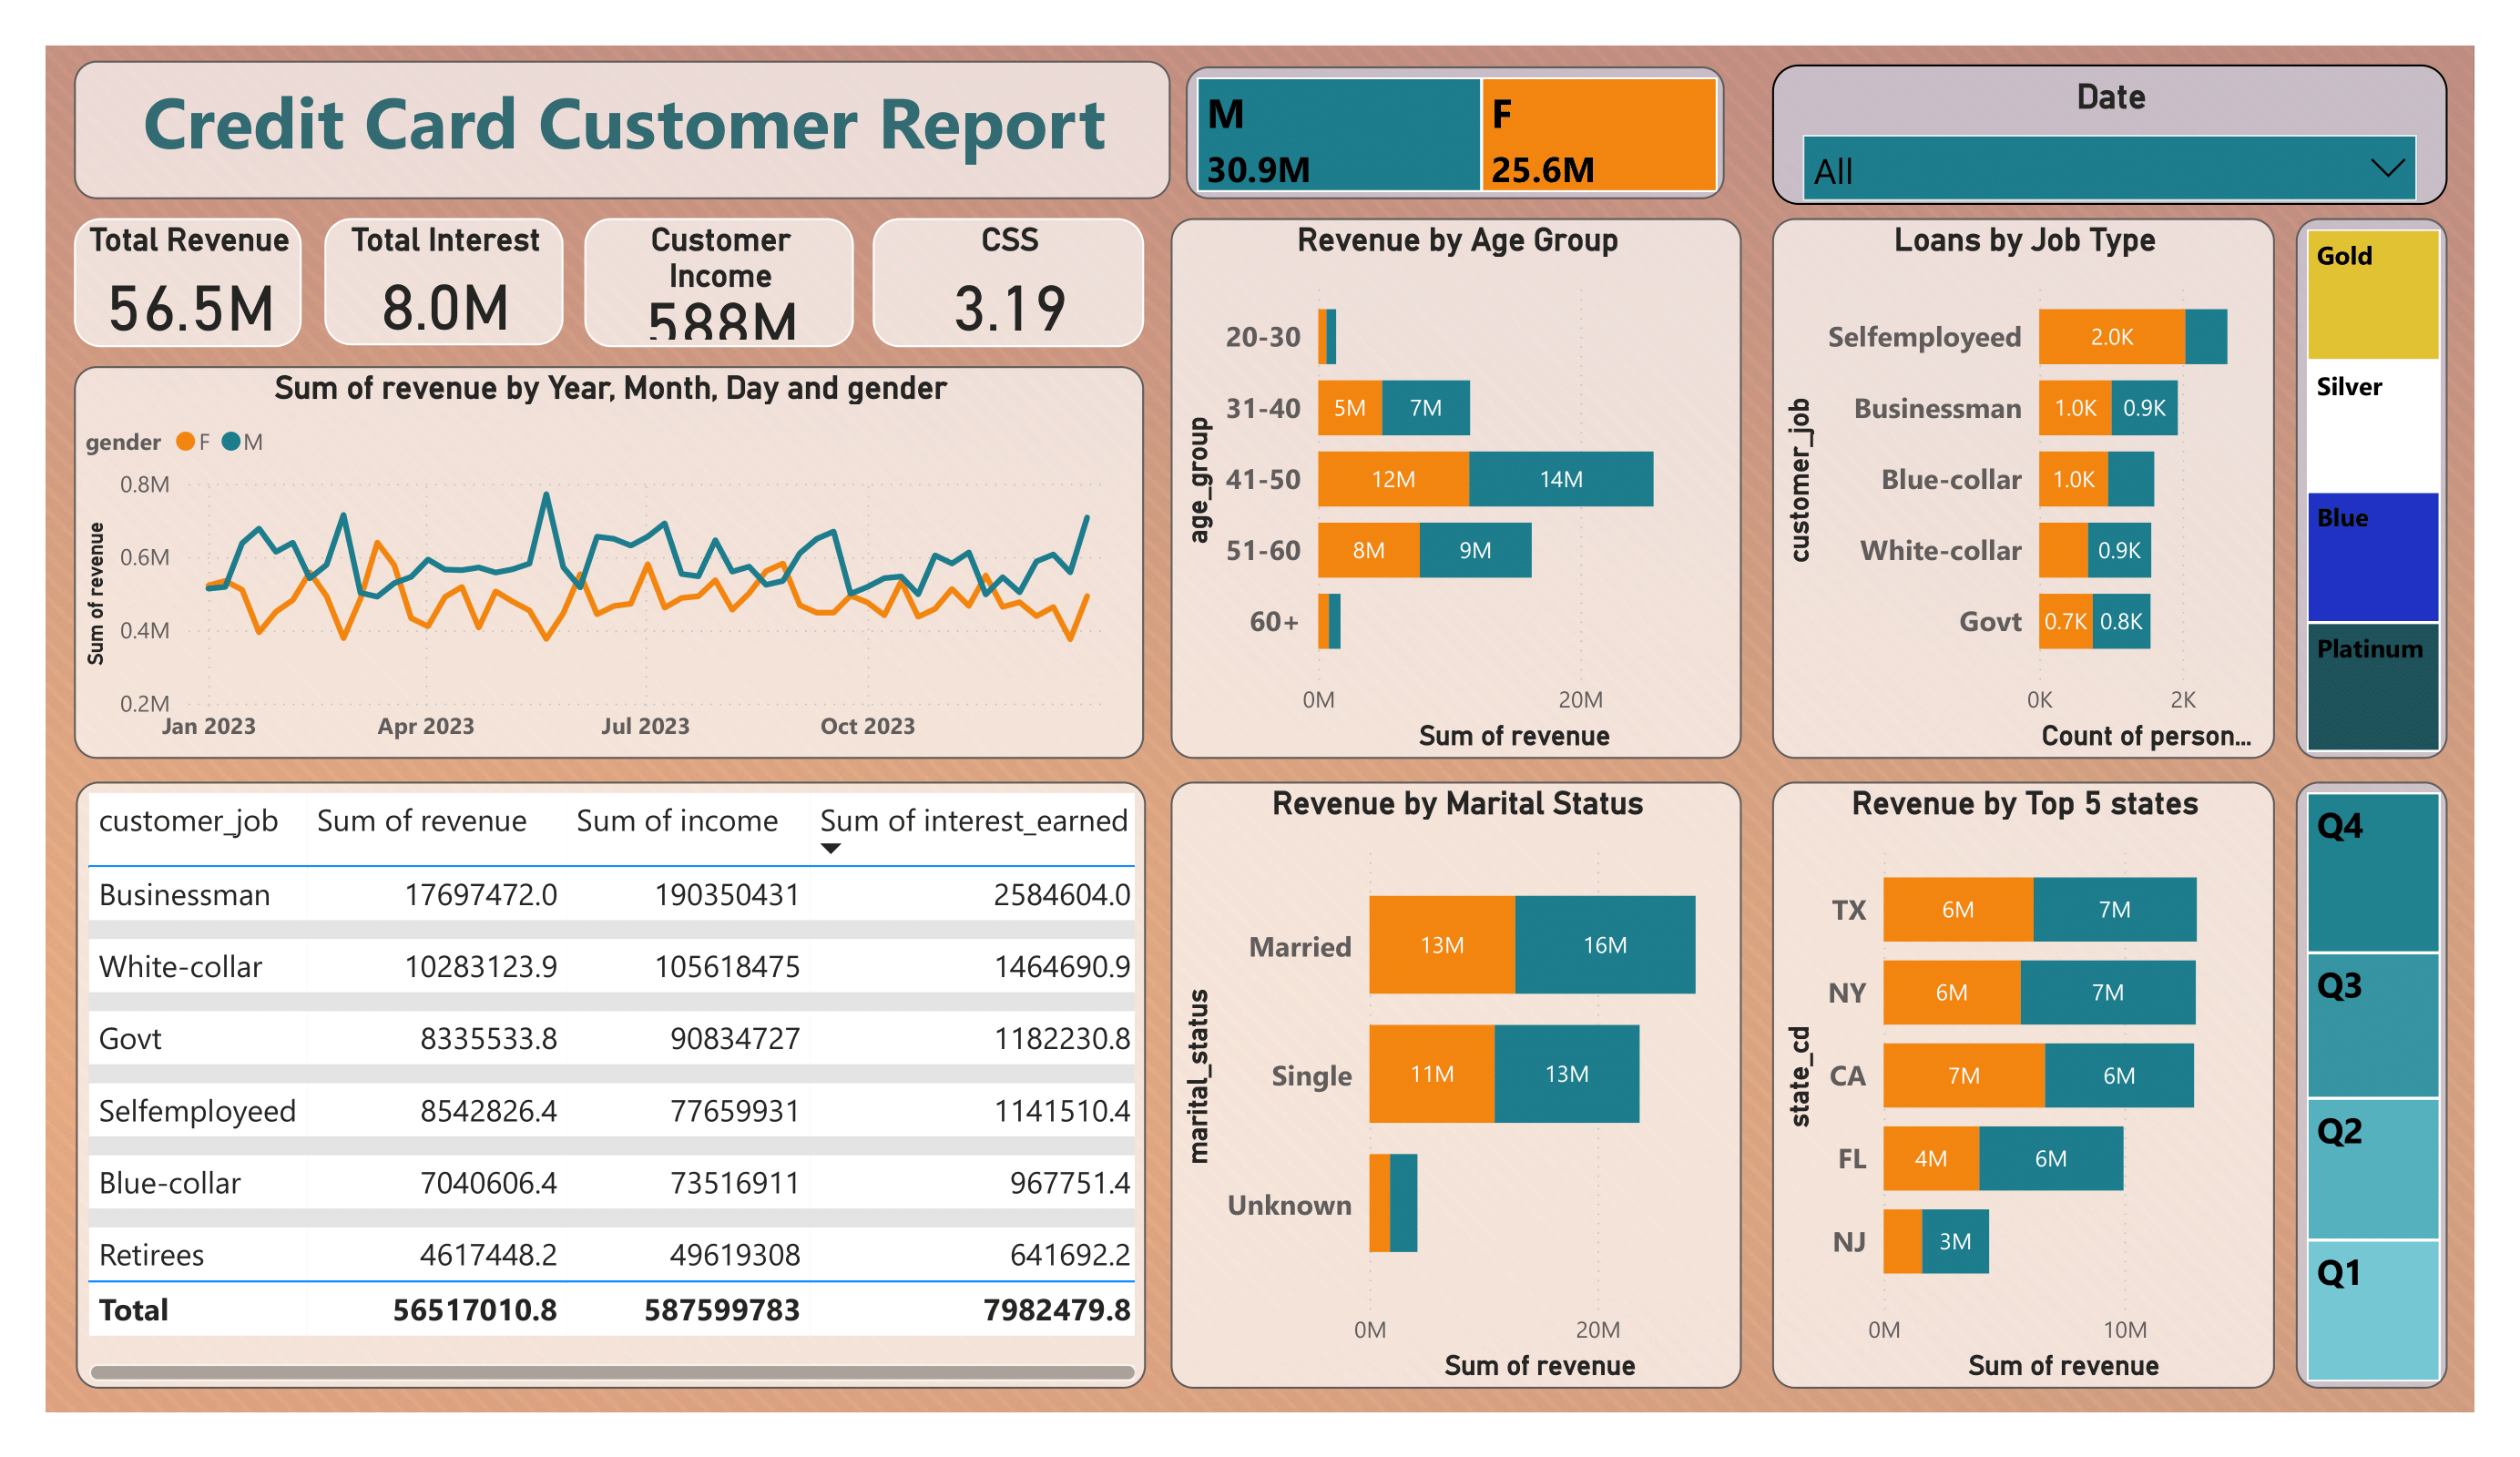 Credit Card Customer Report
M
30.9M
F
25.6M
Date
All
Total Revenue
56.5M
Total Interest
8.0M
Customer
Income
588M
CSS
3.19
Sum of revenue by Year, Month, Day and gender
gender F M
Sum of revenue
0.8M
0.6M
0.4M
0.2M
Jan 2023 Apr 2023 Jul 2023 Oct 2023
Revenue by Age Group
age_group
20-30
31-40 5M 7M
41-50 12M 14M
51-60 8M 9M
60+
0M 20M
Sum of revenue
Loans by Job Type
customer_job
Selfemployeed 2.0K
Businessman 1.0K 0.9K
Blue-collar 1.0K
White-collar 0.9K
Govt 0.7K 0.8K
0K 2K
Count of person...
Gold
Silver
Blue
Platinum
customer_job Sum of revenue Sum of income Sum of interest_earned
Businessman 17697472.0 190350431 2584604.0
White-collar 10283123.9 105618475 1464690.9
Govt 8335533.8 90834727 1182230.8
Selfemployeed 8542826.4 77659931 1141510.4
Blue-collar 7040606.4 73516911 967751.4
Retirees 4617448.2 49619308 641692.2
Total 56517010.8 587599783 7982479.8
Revenue by Marital Status
marital_status
Married 13M 16M
Single 11M 13M
Unknown
0M 20M
Sum of revenue
Revenue by Top 5 states
state_cd
TX 6M 7M
NY 6M 7M
CA 7M 6M
FL 4M 6M
NJ 3M
0M 10M
Sum of revenue
Q4
Q3
Q2
Q1